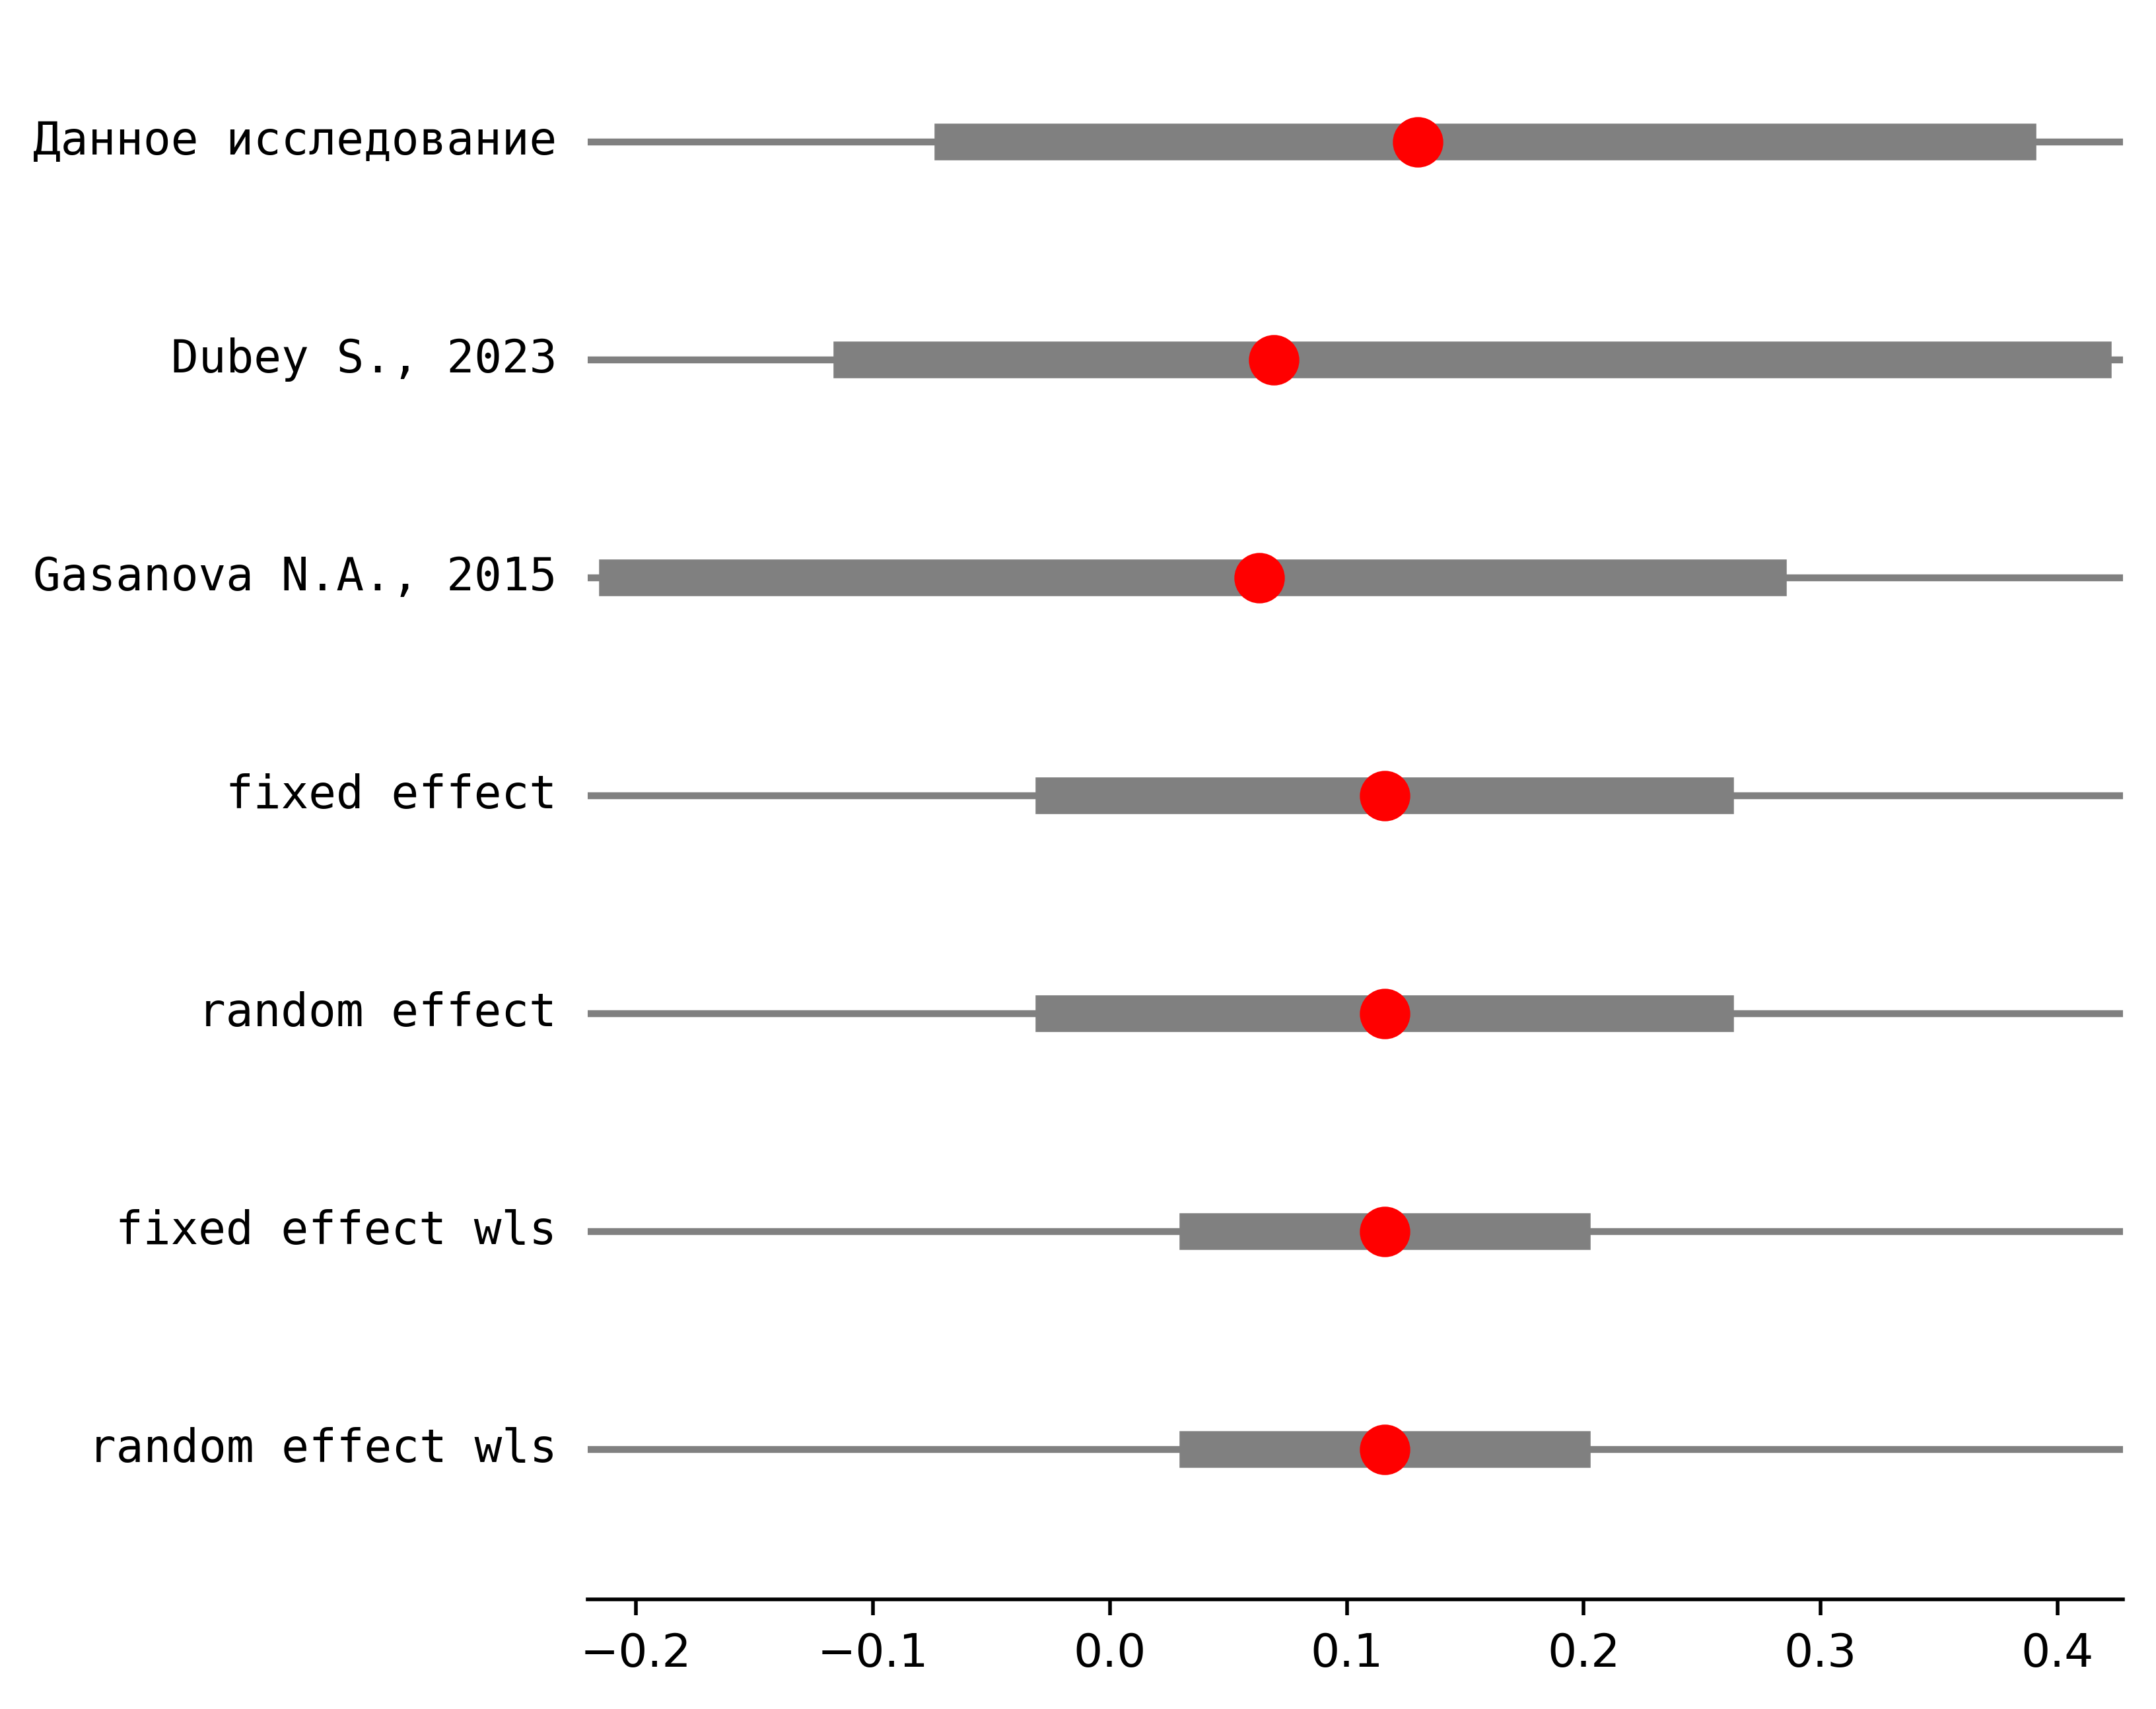 Данное исследование
Dubey S., 2023
Gasanova N.A., 2015
fixed effect
random effect
fixed effect wls
random effect wls
−0.2 −0.1 0.0 0.1 0.2 0.3 0.4